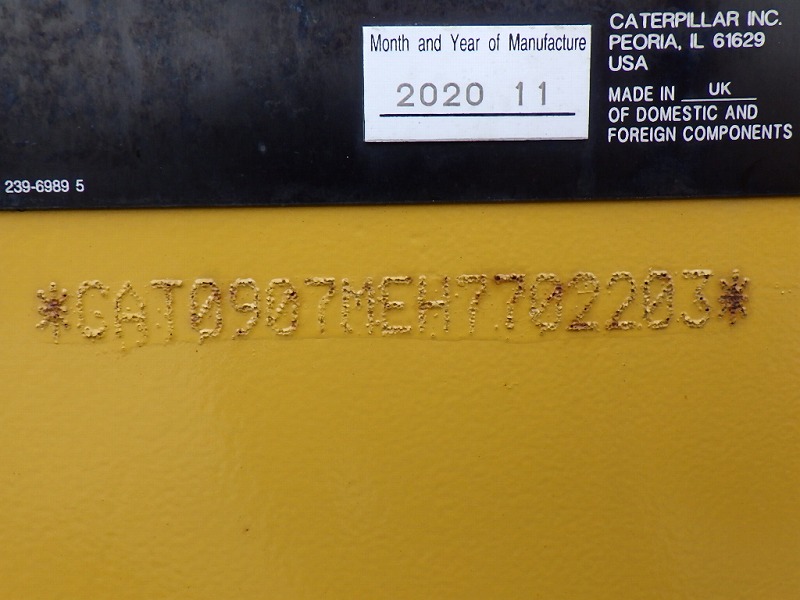 Month and Year of Manufacture
2020 11
CATERPILLAR INC.
PEORIA, IL 61629
USA
MADE IN UK
OF DOMESTIC AND
FOREIGN COMPONENTS
239-6989 5
*CAT0907MEH7702203*